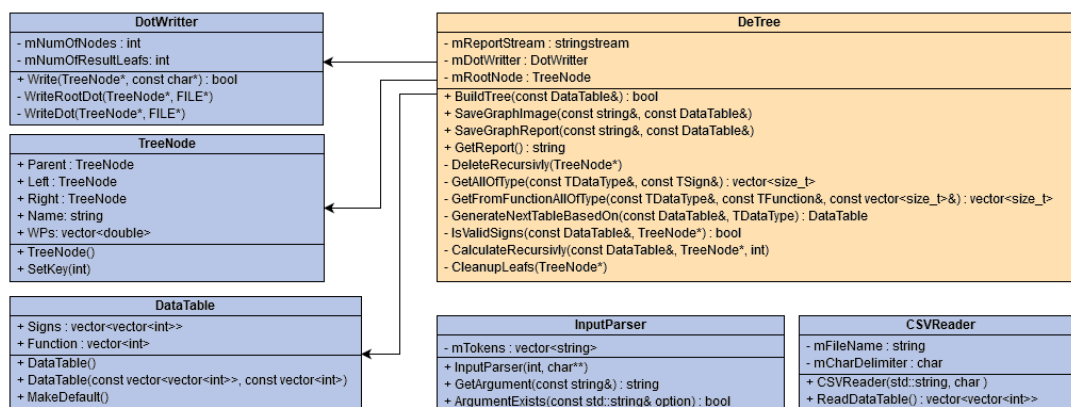 DotWritter
- mNumOfNodes : int
- mNumOfResultLeafs: int
+ Write(TreeNode*, const char*) : bool
- WriteRootDot(TreeNode*, FILE*)
- WriteDot(TreeNode*, FILE*)
TreeNode
+ Parent : TreeNode
+ Left : TreeNode
+ Right : TreeNode
+ Name: string
+ WPs: vector<double>
+ TreeNode()
+ SetKey(int)
DataTable
+ Signs : vector<vector<int>>
+ Function : vector<int>
+ DataTable()
+ DataTable(const vector<vector<int>>, const vector<int>)
+ MakeDefault()
DeTree
- mReportStream : stringstream
- mDotWritter : DotWritter
- mRootNode : TreeNode
+ BuildTree(const DataTable&) : bool
+ SaveGraphImage(const string&, const DataTable&)
+ SaveGraphReport(const string&, const DataTable&)
+ GetReport() : string
- DeleteRecursivly(TreeNode*)
- GetAllOfType(const TDataType&, const TSign&) : vector<size_t>
- GetFromFunctionAllOfType(const TDataType&, const TFunction&, const vector<size_t>&) : vector<size_t>
- GenerateNextTableBasedOn(const DataTable&, TDataType) : DataTable
- IsValidSigns(const DataTable&, TreeNode*) : bool
- CalculateRecursivly(const DataTable&, TreeNode*, int)
- CleanupLeafs(TreeNode*)
InputParser
- mTokens : vector<string>
+ InputParser(int, char**)
+ GetArgument(const string&) : string
+ ArgumentExists(const std::string& option) : bool
CSVReader
- mFileName : string
- mCharDelimiter : char
+ CSVReader(std::string, char )
+ ReadDataTable() : vector<vector<int>>